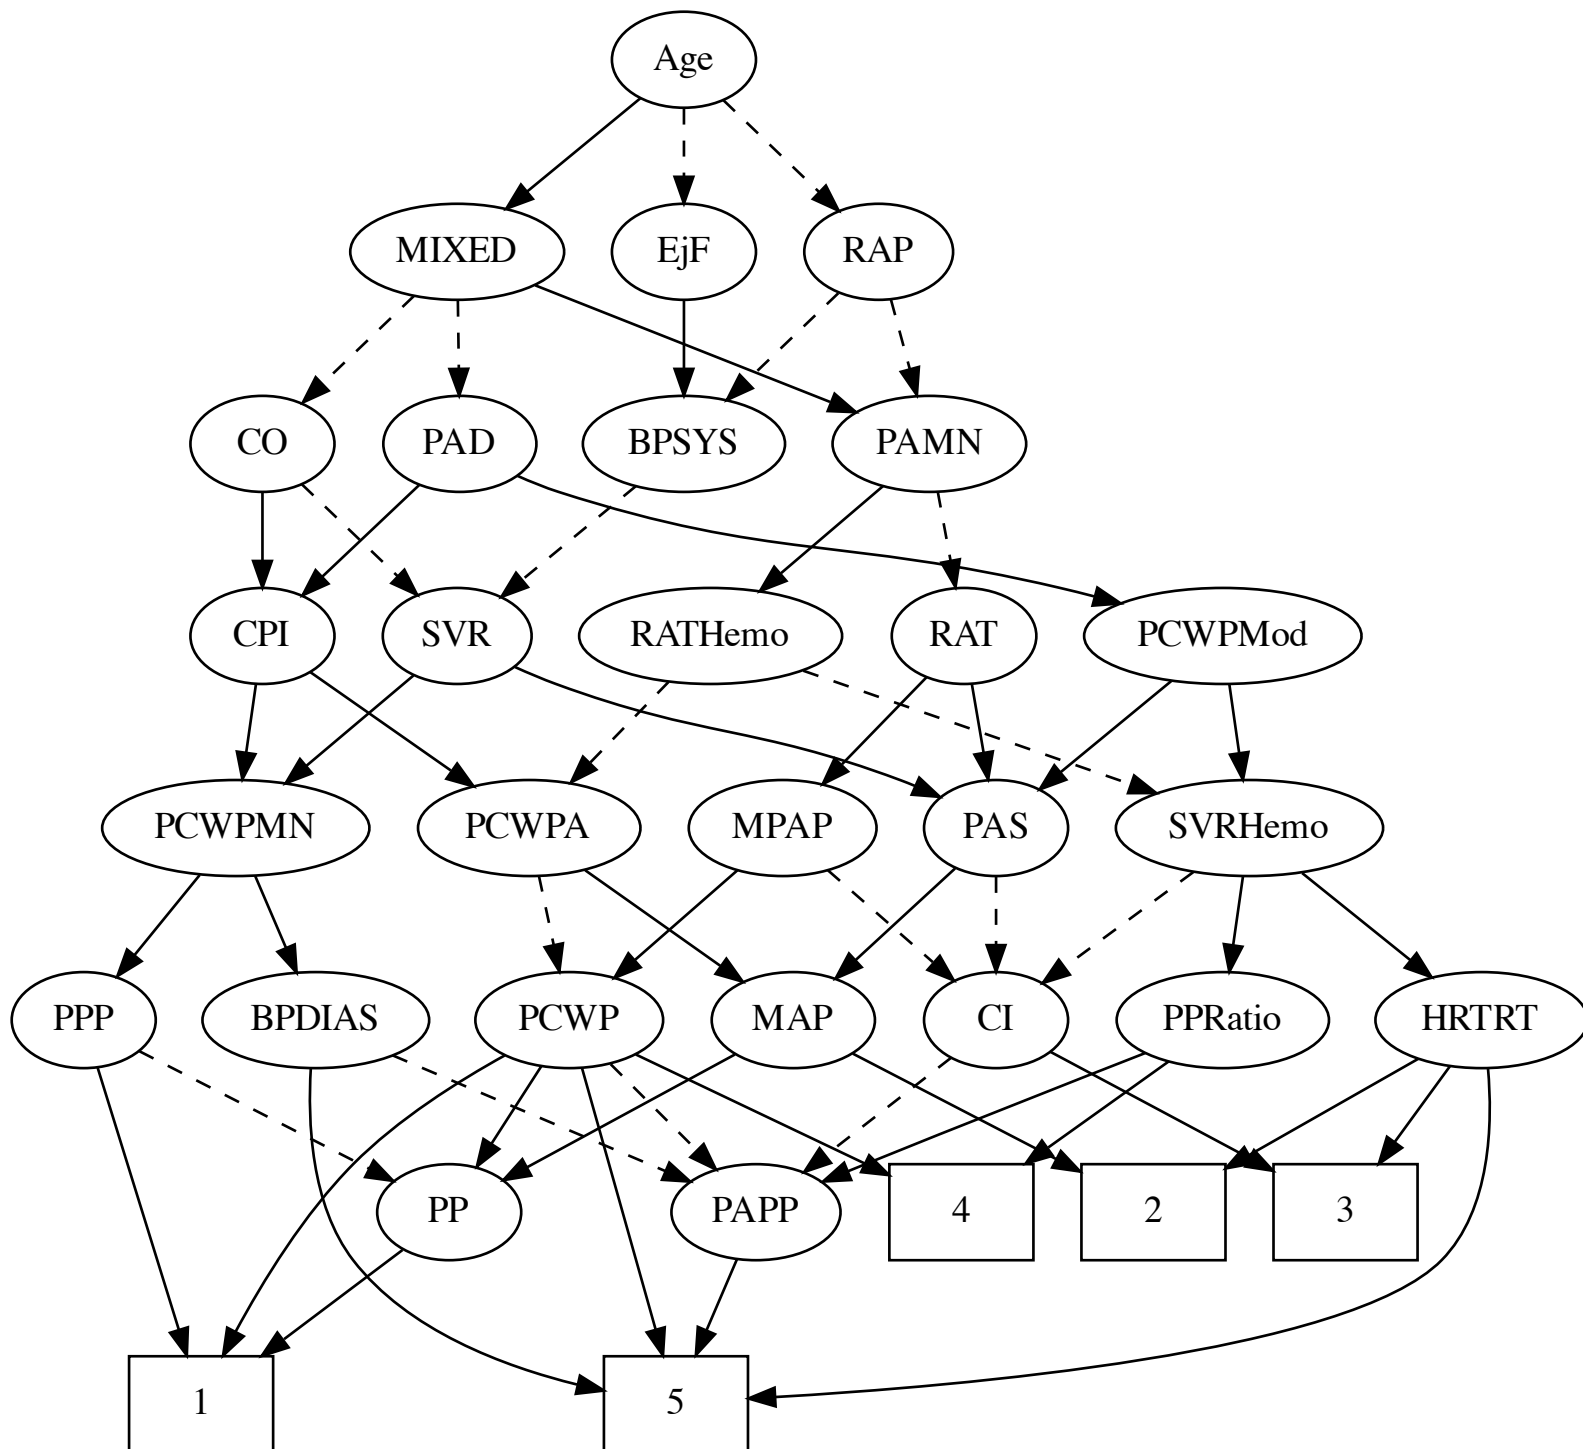 Age
MIXED
EjF
RAP
CO
PAD
BPSYS
PAMN
CPI
SVR
RATHemo
RAT
PCWPMod
PCWPMN
PCWPA
MPAP
PAS
SVRHemo
PPP
BPDIAS
PCWP
MAP
CI
PPRatio
HRTRT
PP
PAPP
4
2
3
1
5